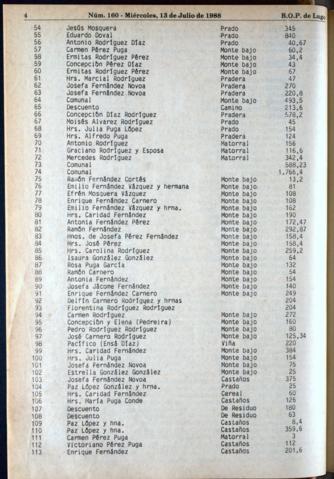 4 Núm. 160 - Miércoles, 13 de Julio de 1988 B.O.P. de Lugo
54 Jesús Mosquera Prado 345
55 Eduardo Doval Prado 840
56 Antonio Rodríguez Díaz Prado 40,67
57 Carmen Pérez Puga Monte bajo 60,2
58 Ermitas Rodríguez Pérez Monte bajo 34,4
59 Concepción Pérez Díaz Monte bajo 43
60 Ermitas Rodríguez Pérez Monte bajo 67
61 Hrs. Marcial Rodríguez Pradera 47
62 Josefa Fernández Novoa Pradera 270
63 Josefa Fernández Novoa Pradera 220,8
64 Comunal Monte bajo 493,5
65 Descuento Camino 213,6
66 Concepción Díaz Rodríguez Pradera 578,2
67 Moisés Alvarez Rodríguez Prado 45
68 Hrs. Julia Puga López Prado 154
69 Hrs. Alfredo Puga Pradera 124
70 Antonio Rodríguez Matorral 156
71 Graciano Rodríguez y Esposa Matorral 116,6
72 Mercedes Rodríguez Matorral 342,4
73 Comunal 588,23
74 Comunal 1,766,4
75 Ramón Fernández Cortés Monte bajo 13,2
76 Emilio Fernández Vázquez y hermana Monte bajo 81
77 Efrén Mosquera Vázquez Monte bajo 108
78 Enrique Fernández Carnero Monte bajo 108
79 Emilio Fernández Vázquez y hrna. Monte bajo 162
80 Hrs. Caridad Fernández Monte bajo 190
81 Antonia Fernández Pérez Monte bajo 172,47
82 Ramón Fernández Monte bajo 292,87
83 Hnos. de Josefa Pérez Fernández Monte bajo 158,4
84 Hrs. José Pérez Monte bajo 158,4
85 Hrs. Carolina Rodríguez Monte bajo 259,2
86 Isaura González González Monte bajo 64
87 Rosa Puga García Monte bajo 132
88 Ramón Carnero Monte bajo 54
89 Antonia Fernández Monte bajo 154
90 Josefa Jácome Fernández Monte bajo 140
91 Enrique Fernández Carnero Monte bajo 249
92 Delfín Carnero Rodríguez y hrnas 204
93 Florentina Rodríguez Rodríguez 204
94 Carmen Rodríguez Monte bajo 272
95 Concepción y Elena (Pedreira) Monte bajo 160
96 Pedro Rodríguez Rodríguez Monte bajo 80
97 José Carnero Rodríguez Monte bajo 125,34
98 Pacífico (Ensá Díaz) Viña 220
99 Hrs. Caridad Fernández Monte bajo 384
100 Hrs. Julia Puga Monte bajo 154
101 Josefa Fernández Monte bajo 75
102 Estrella González González Monte bajo 25
103 Josefa Fernández Novoa Castaños 375
104 Paz López González y hrna. Prado 25
105 Hrs. Caridad Fernández Cereal 60
106 Hrs. María Puga Conde Castaños 126
107 Descuento De Residuo 180
108 Descuento De Residuo 63
109 Paz López y hna. Castaños 8,4
110 Paz López y hna. Castaños 359,6
111 Carmen Pérez Puga Matorral 3
112 Victoriano Pérez Puga Castaños 112
113 Enrique Fernández Castaños 201,6